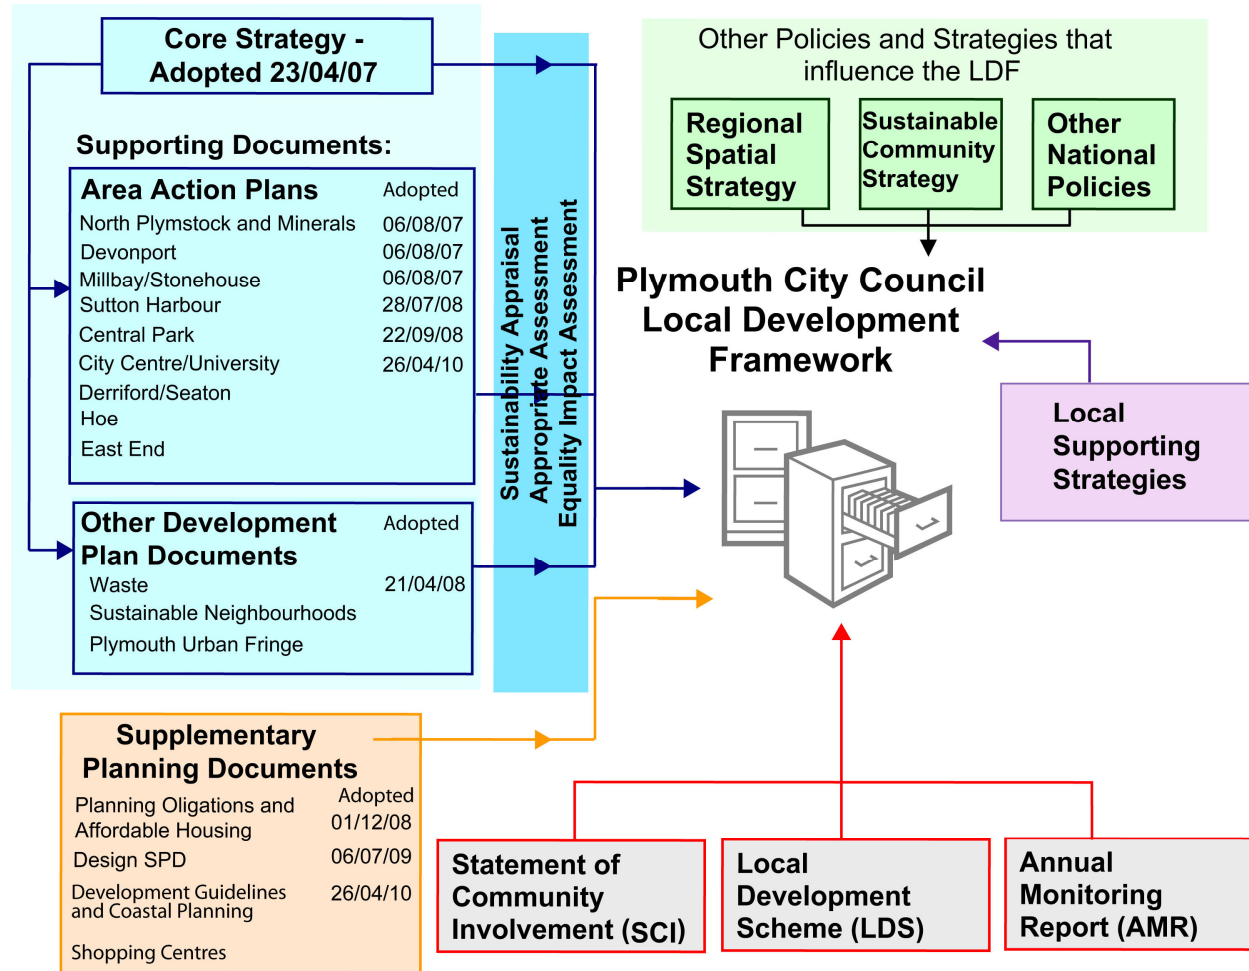 Core Strategy -
Adopted 23/04/07
Supporting Documents:
Area Action Plans Adopted
North Plymstock and Minerals 06/08/07
Devonport 06/08/07
Millbay/Stonehouse 06/08/07
Sutton Harbour 28/07/08
Central Park 22/09/08
City Centre/University 26/04/10
Derriford/Seaton
Hoe
East End
Other Development Adopted
Plan Documents
Waste 21/04/08
Sustainable Neighbourhoods
Plymouth Urban Fringe
Sustainability Appraisal
Appropriate Assessment
Equality Impact Assessment
Other Policies and Strategies that
influence the LDF
Regional
Spatial
Strategy
Sustainable
Community
Strategy
Other
National
Policies
Plymouth City Council
Local Development
Framework
Local
Supporting
Strategies
Supplementary
Planning Documents
Adopted
Planning Oligations and
Affordable Housing 01/12/08
Design SPD 06/07/09
Development Guidelines 26/04/10
and Coastal Planning
Shopping Centres
Statement of
Community
Involvement (SCI)
Local
Development
Scheme (LDS)
Annual
Monitoring
Report (AMR)